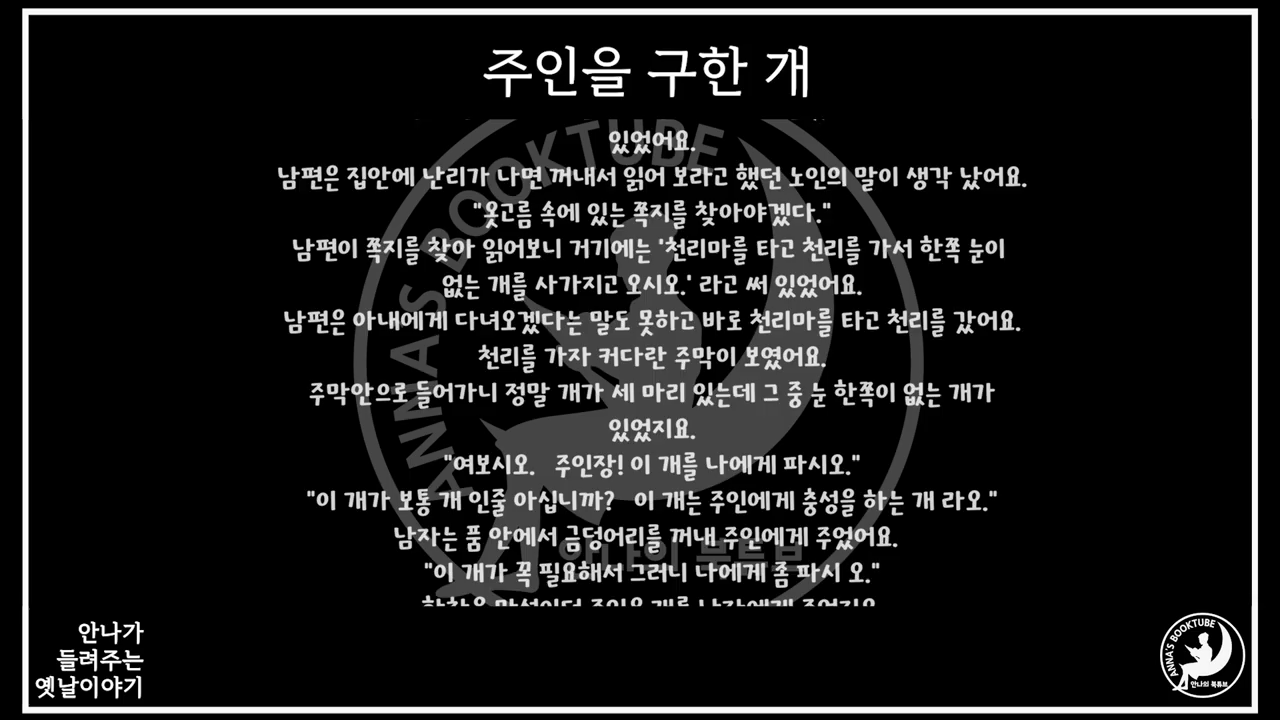 주인을 구한 개
있었어요.
남편은 집안에 난리가 나면 꺼내서 읽어 보라고 했던 노인의 말이 생각 났어요.
"옷고름 속에 있는 쪽지를 찾아야겠다."
남편이 쪽지를 찾아 읽어보니 거기에는 '천리마를 타고 천리를 가서 한쪽 눈이
없는 개를 사가지고 오시오.' 라고 써 있었어요.
남편은 아내에게 다녀오겠다는 말도 못하고 바로 천리마를 타고 천리를 갔어요.
천리를 가자 커다란 주막이 보였어요.
주막안으로 들어가니 정말 개가 세 마리 있는데 그 중 눈 한쪽이 없는 개가
있었지요.
"여보시오. 주인장! 이 개를 나에게 파시오."
"이 개가 보통 개 인줄 아십니까? 이 개는 주인에게 충성을 하는 개 라오."
남자는 품 안에서 금덩어리를 꺼내 주인에게 주었어요.
"이 개가 꼭 필요해서 그러니 나에게 좀 파시 오."
ANNA'S BOOKTUBE
안나의 북튜브
안나가
들려주는
옛날이야기
ANNA'S BOOKTUBE
안나의 북튜브